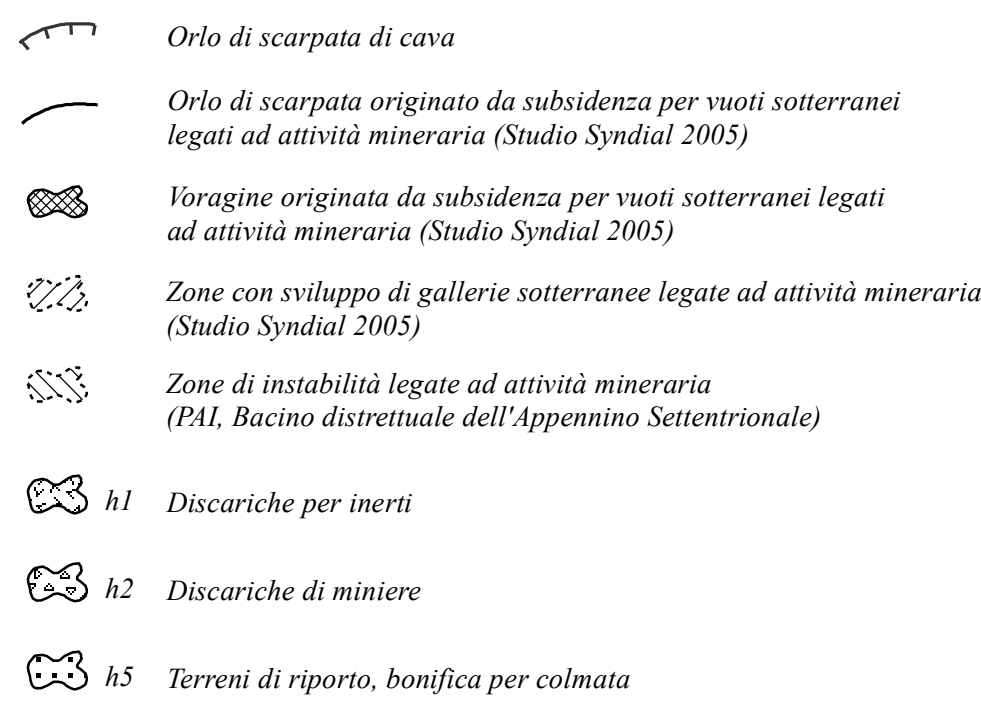 Orlo di scarpata di cava
Orlo di scarpata originato da subsidenza per vuoti sotterranei
legati ad attività mineraria (Studio Syndial 2005)
Voragine originata da subsidenza per vuoti sotterranei legati
ad attività mineraria (Studio Syndial 2005)
Zone con sviluppo di gallerie sotterranee legate ad attività mineraria
(Studio Syndial 2005)
Zone di instabilità legate ad attività mineraria
(PAI, Bacino distrettuale dell'Appennino Settentrionale)
h1 Discariche per inerti
h2 Discariche di miniere
h5 Terreni di riporto, bonifica per colmata